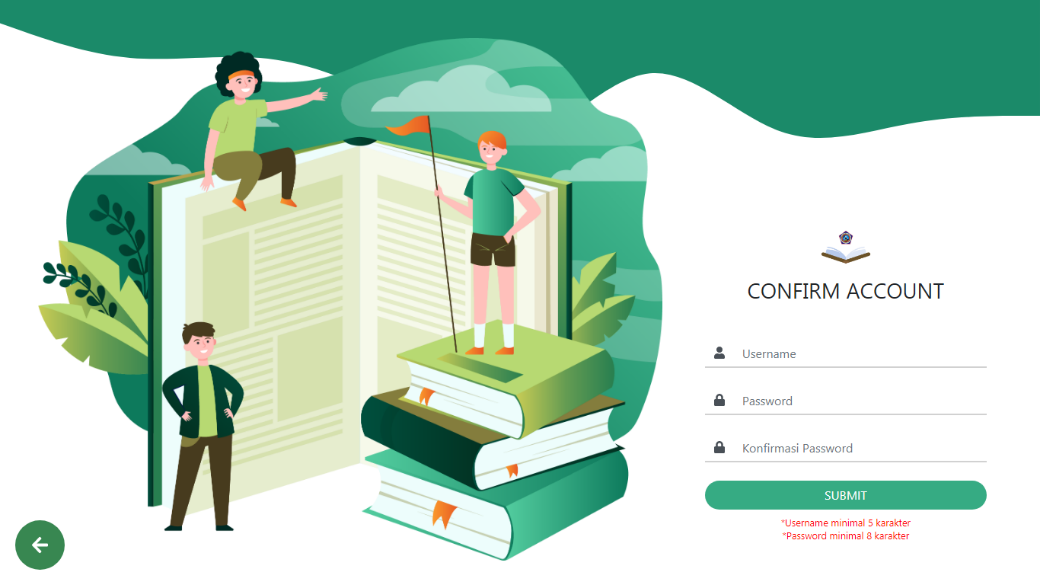 CONFIRM ACCOUNT
Username
Password
Konfirmasi Password
SUBMIT
*Username minimal 5 karakter
*Password minimal 8 karakter